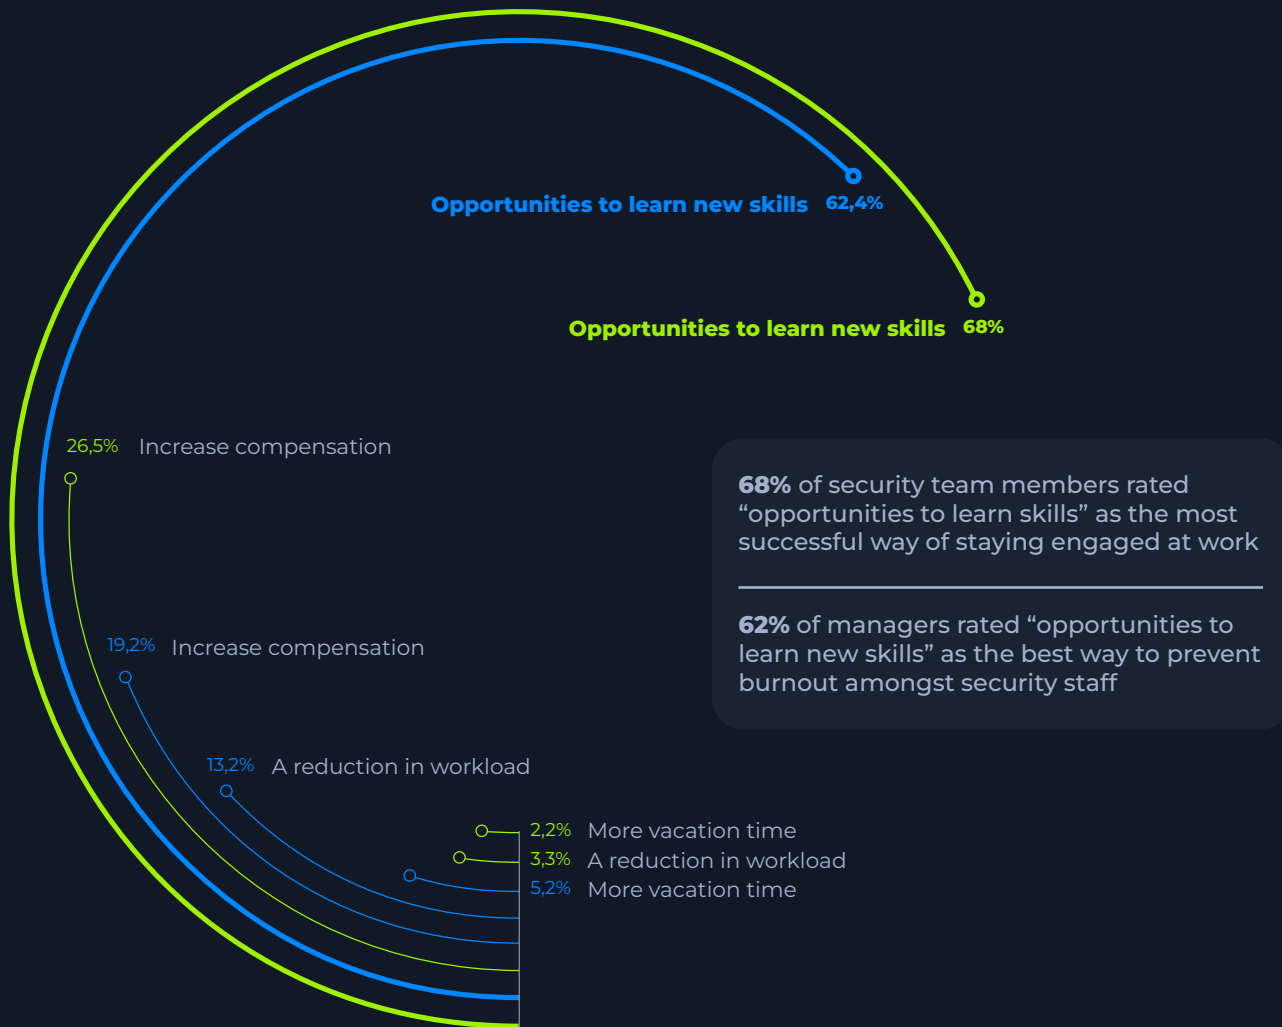 Opportunities to learn new skills 62,4%
Opportunities to learn new skills 68%
26,5% Increase compensation
68% of security team members rated
“opportunities to learn skills” as the most
successful way of staying engaged at work
62% of managers rated “opportunities to
learn new skills” as the best way to prevent
burnout amongst security staff
19,2% Increase compensation
13,2% A reduction in workload
2,2% More vacation time
3,3% A reduction in workload
5,2% More vacation time